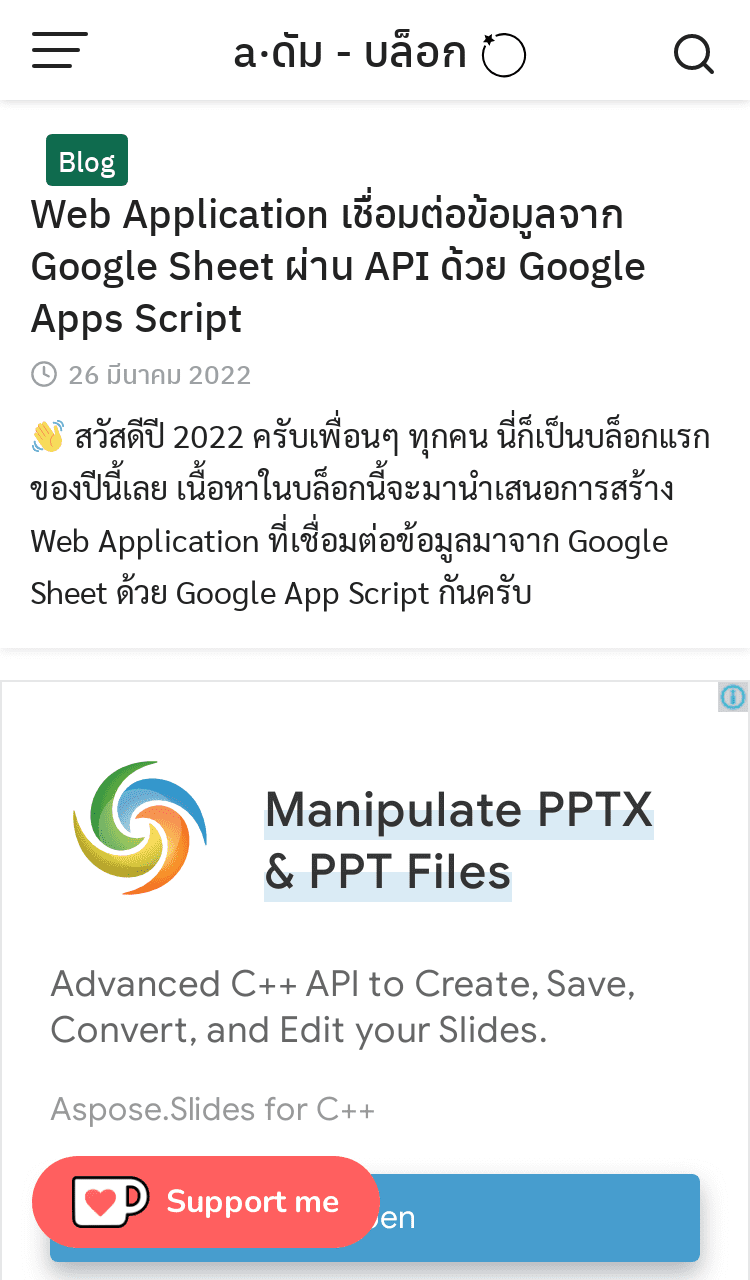 a·ดัม - บล็อก
Blog
Web Application เชื่อมต่อข้อมูลจาก
Google Sheet ผ่าน API ด้วย Google
Apps Script
26 มีนาคม 2022
👋 สวัสดีปี 2022 ครับเพื่อนๆ ทุกคน นี่ก็เป็นบล็อกแรก
ของปีนี้เลย เนื้อหาในบล็อกนี้จะมานำเสนอการสร้าง
Web Application ที่เชื่อมต่อข้อมูลมาจาก Google
Sheet ด้วย Google App Script กันครับ
Manipulate PPTX
& PPT Files
Advanced C++ API to Create, Save,
Convert, and Edit your Slides.
Aspose.Slides for C++
Support me